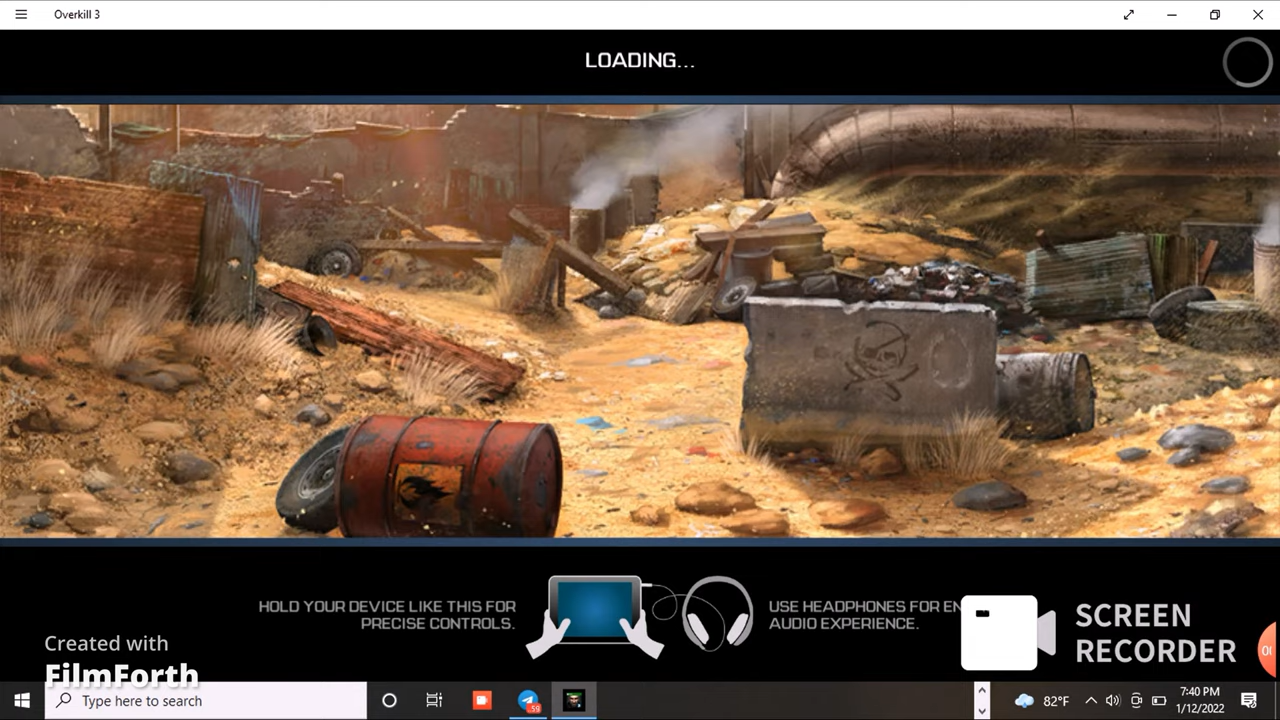 Overkill 3
LOADING...
HOLD YOUR DEVICE LIKE THIS FOR
PRECISE CONTROLS.
USE HEADPHONES FOR EN
AUDIO EXPERIENCE.
SCREEN
RECORDER
Created with
FilmForth
Type here to search
59
82°F
7:40 PM
1/12/2022